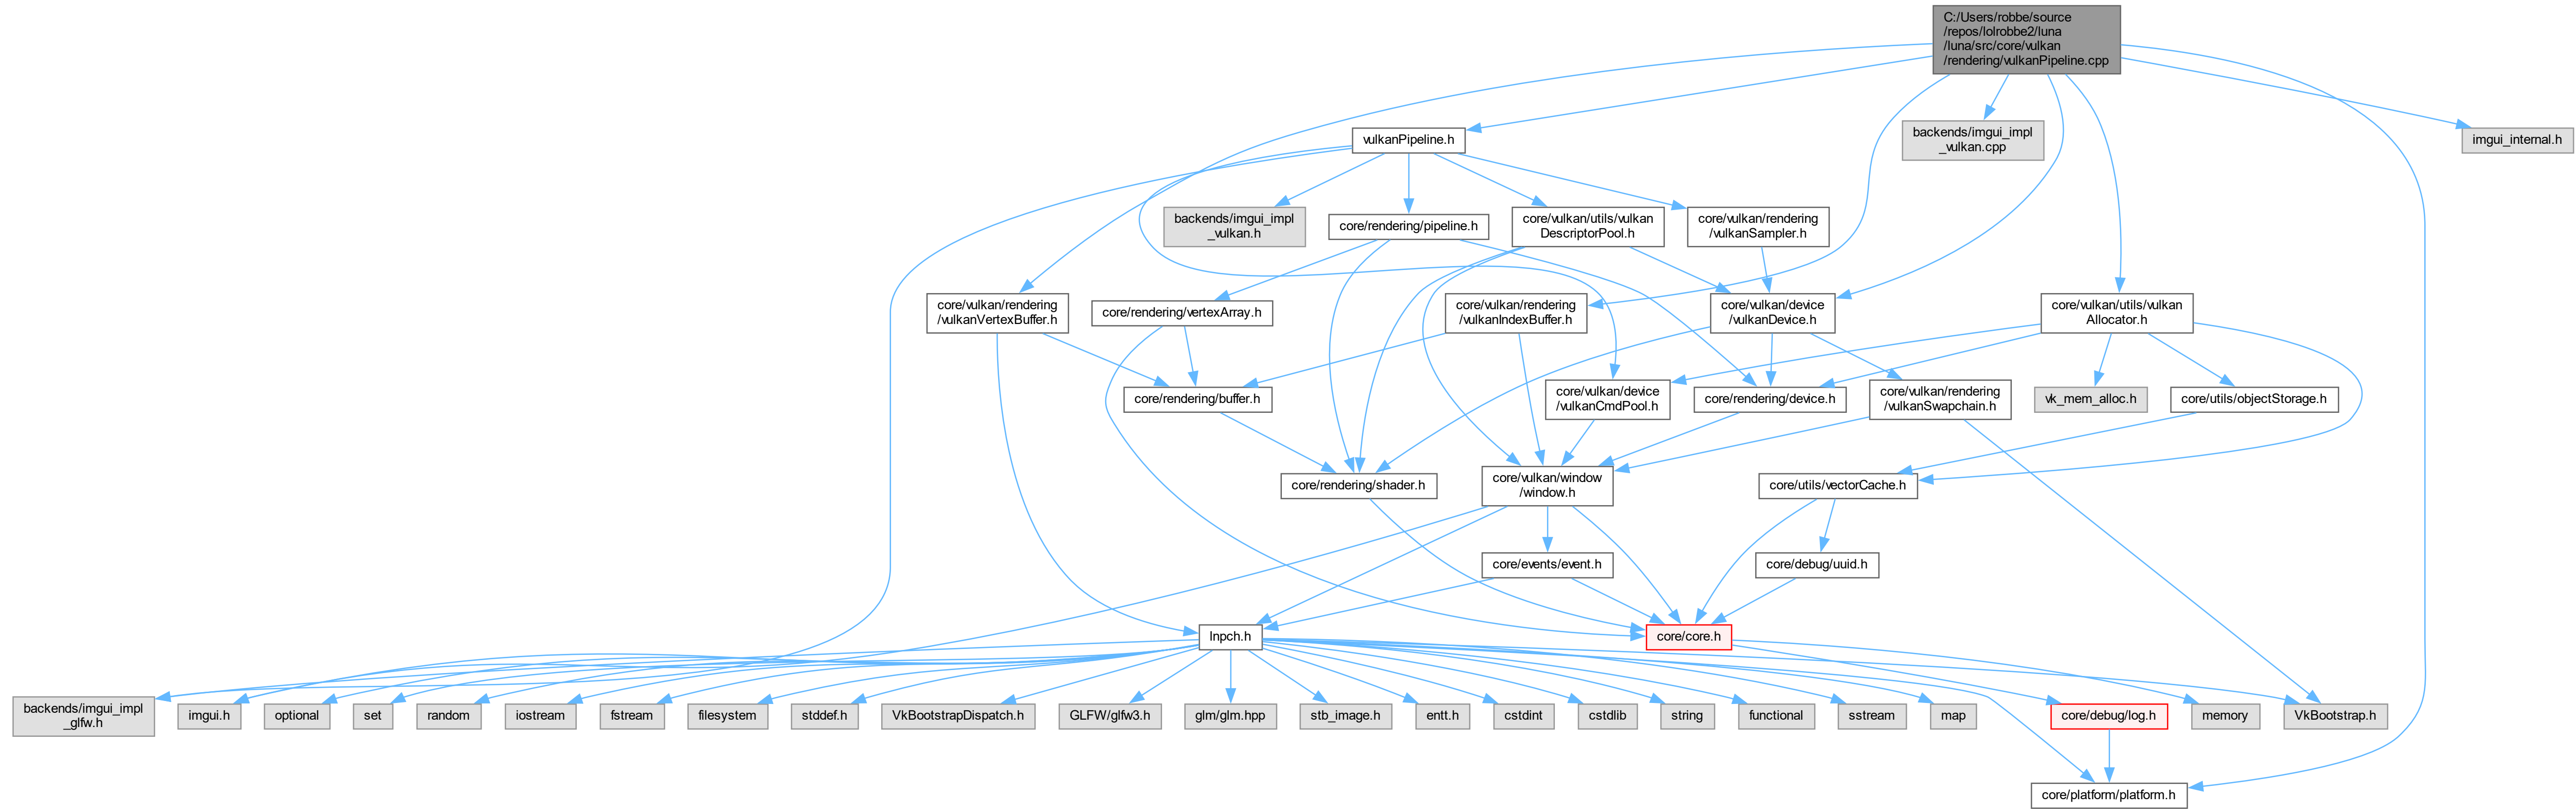 C:/Users/robbe/source
/repos/lolrobbe2/luna
/luna/src/core/vulkan
/rendering/vulkanPipeline.cpp
vulkanPipeline.h
backends/imgui_impl
_vulkan.cpp
imgui_internal.h
backends/imgui_impl
_vulkan.h
core/rendering/pipeline.h
core/vulkan/utils/vulkan
DescriptorPool.h
core/vulkan/rendering
/vulkanSampler.h
core/vulkan/rendering
/vulkanVertexBuffer.h
core/rendering/vertexArray.h
core/vulkan/rendering
/vulkanIndexBuffer.h
core/vulkan/device
/vulkanDevice.h
core/vulkan/utils/vulkan
Allocator.h
core/rendering/buffer.h
core/vulkan/device
/vulkanCmdPool.h
core/rendering/device.h
core/vulkan/rendering
/vulkanSwapchain.h
vk_mem_alloc.h
core/utils/objectStorage.h
core/rendering/shader.h
core/vulkan/window
/window.h
core/utils/vectorCache.h
core/events/event.h
core/debug/uuid.h
lnpch.h
core/core.h
backends/imgui_impl
_glfw.h
imgui.h
optional
set
random
iostream
fstream
filesystem
stddef.h
VkBootstrapDispatch.h
GLFW/glfw3.h
glm/glm.hpp
stb_image.h
entt.h
cstdint
cstdlib
string
functional
sstream
map
core/debug/log.h
memory
VkBootstrap.h
core/platform/platform.h